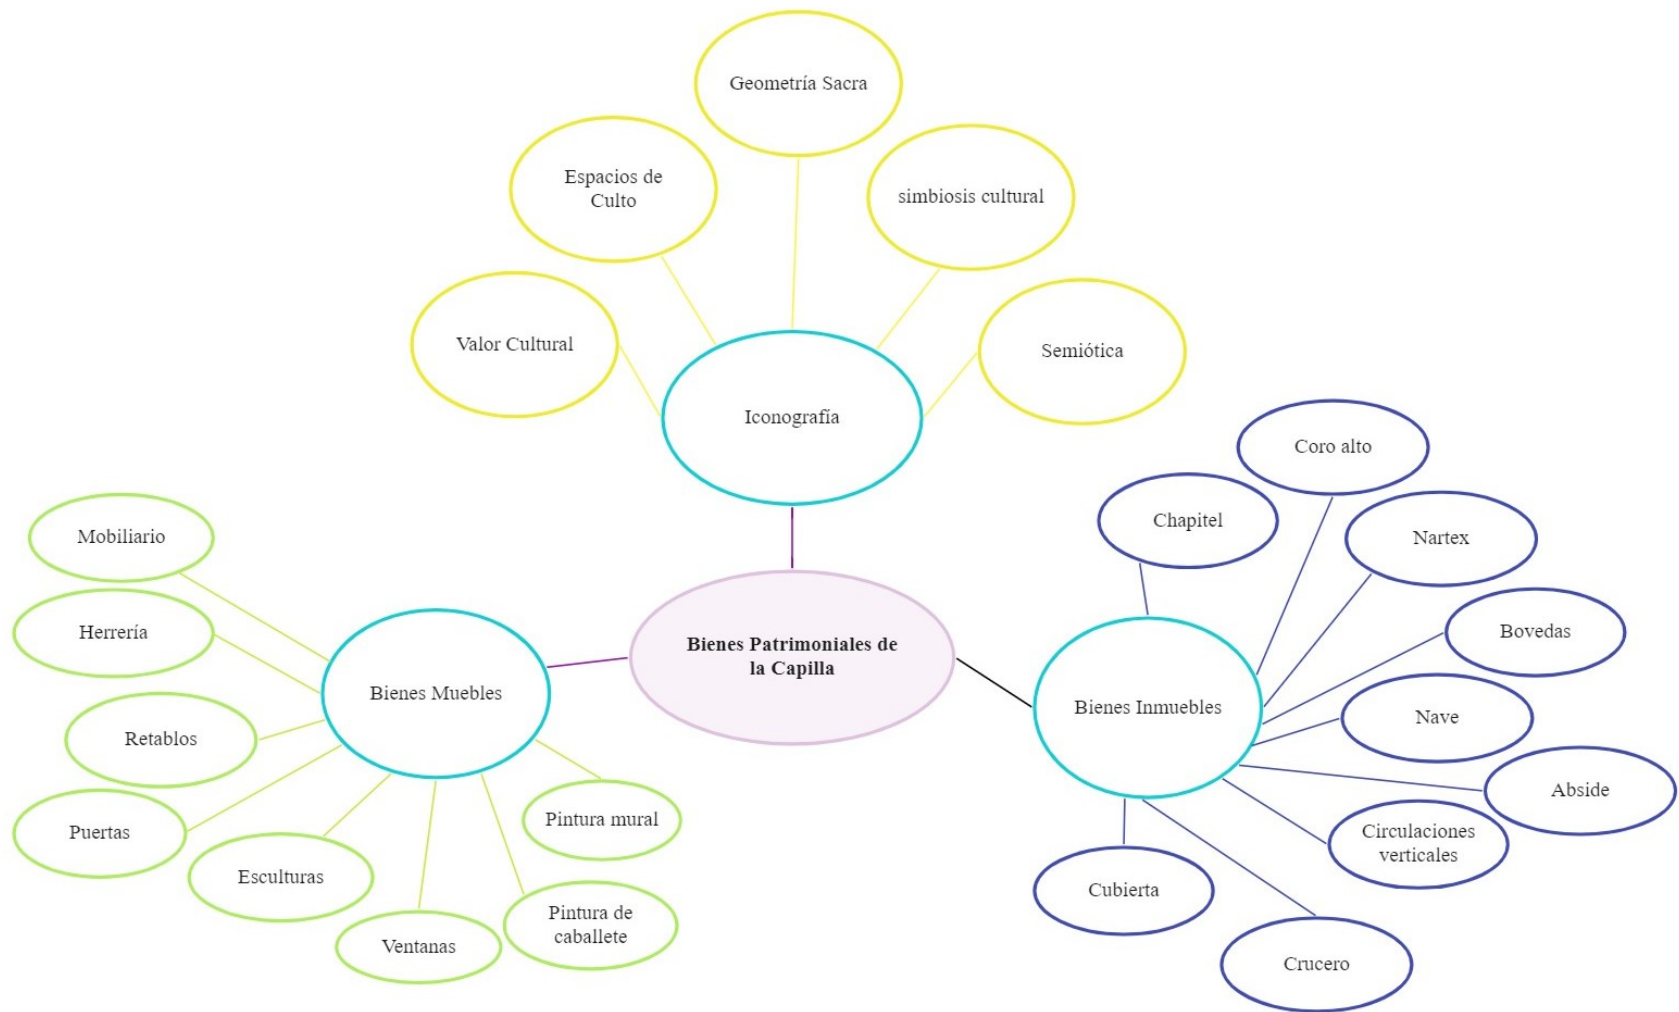 Geometría Sacra
Espacios de
Culto
simbiosis cultural
Valor Cultural
Semiótica
Iconografía
Coro alto
Chapitel
Nartex
Mobiliario
Herrería
Bovedas
Bienes Patrimoniales de
la Capilla
Bienes Muebles
Bienes Inmuebles
Nave
Retablos
Abside
Puertas
Pintura mural
Circulaciones
verticales
Esculturas
Cubierta
Pintura de
caballete
Ventanas
Crucero